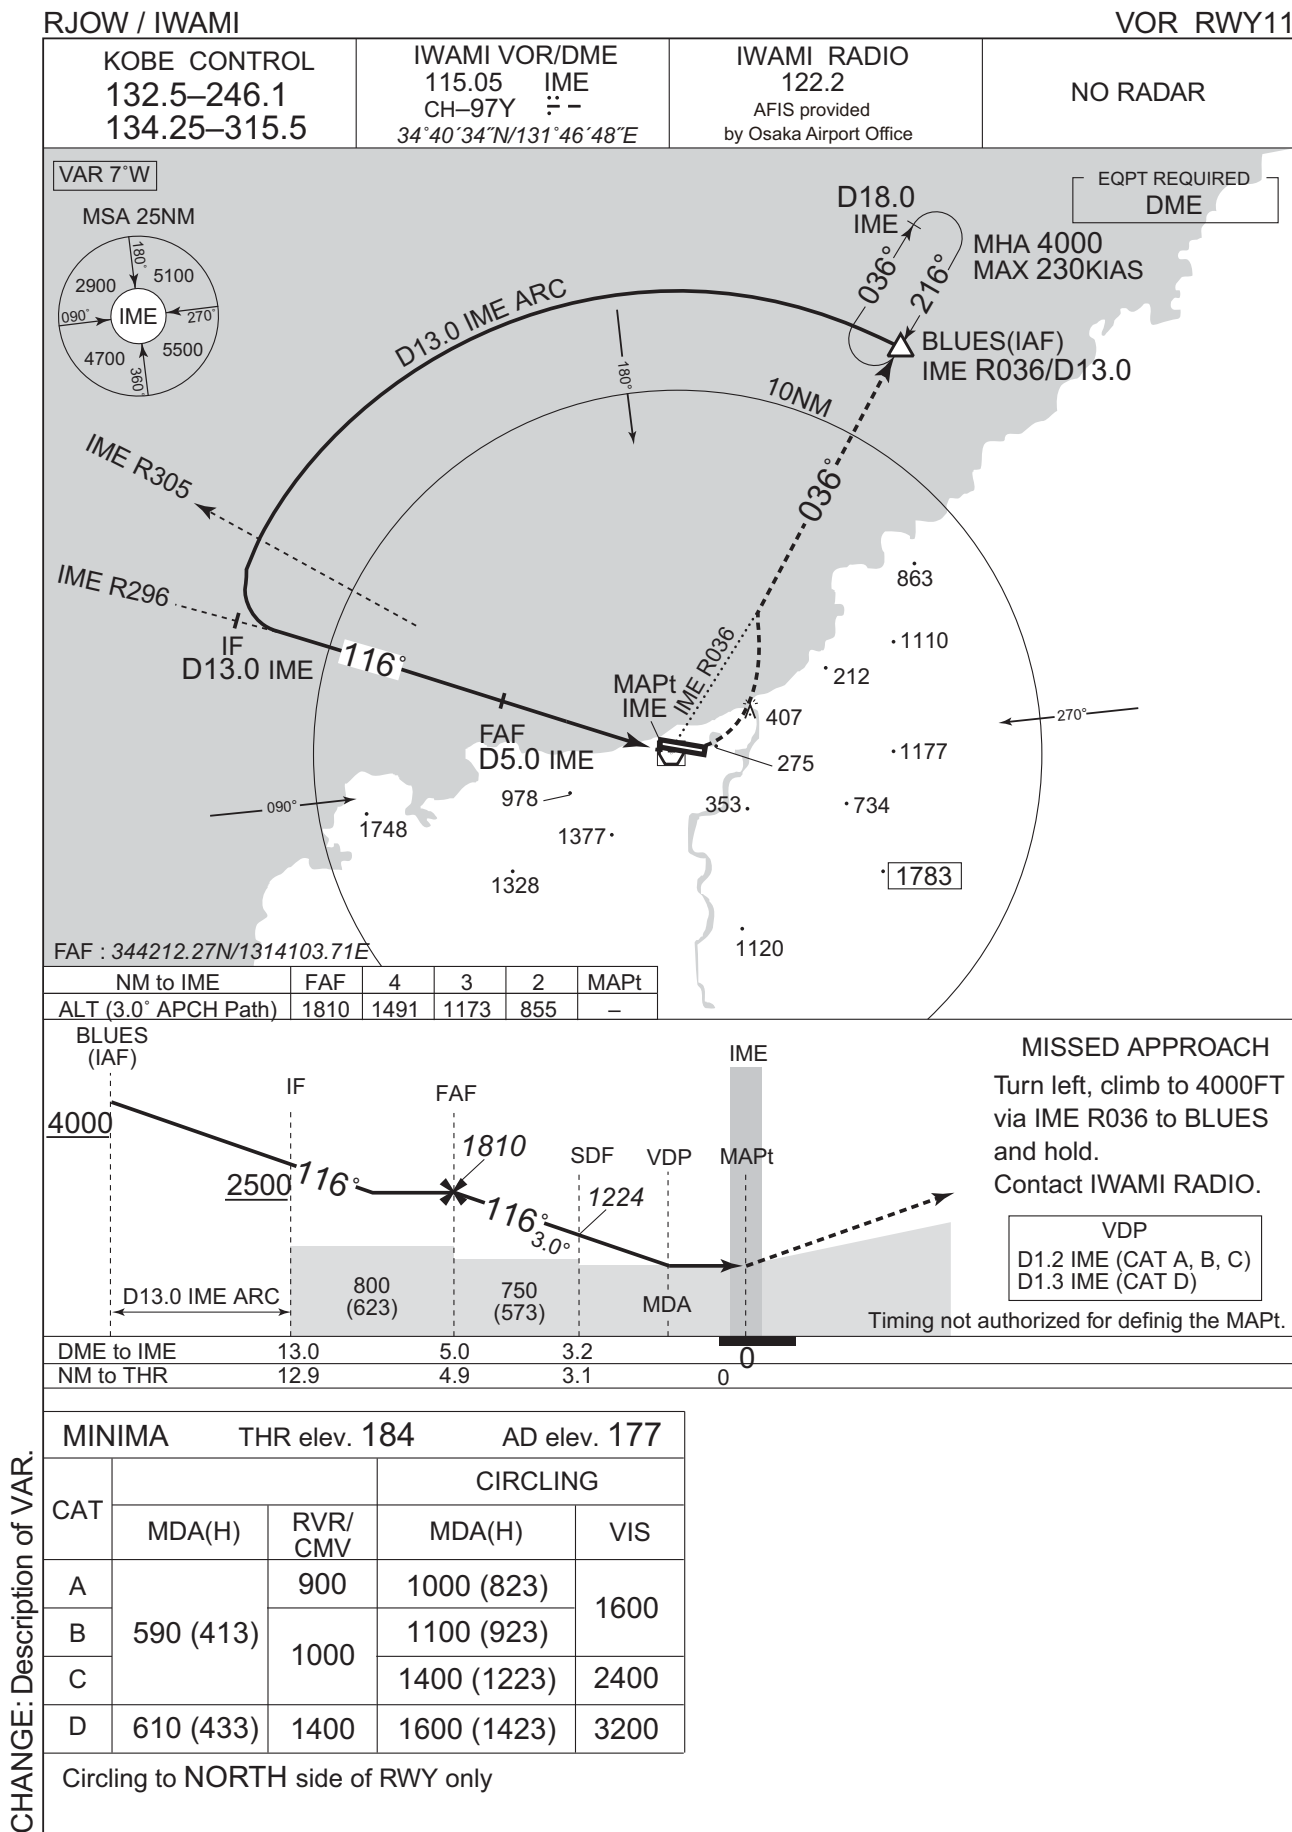 RJOW / IWAMI
VOR RWY11
KOBE CONTROL
132.5–246.1
134.25–315.5
IWAMI VOR/DME
115.05 IME
CH–97Y
34˚40´34˝N/131˚46´48˝E
IWAMI RADIO
122.2
AFIS provided
by Osaka Airport Office
NO RADAR
VAR 7˚W
EQPT REQUIRED
DME
MSA 25NM
180˚
2900
5100
090˚
IME
270˚
4700
5500
360˚
D18.0
IME
036˚
216˚
MHA 4000
MAX 230KIAS
D13.0 IME ARC
BLUES(IAF)
IME R036/D13.0
180˚
10NM
036˚
IME R305
IME R296
IF
D13.0 IME
116˚
863
1110
212
IME R036
MAPt
IME
407
270˚
FAF
D5.0 IME
275
1177
978
353
734
090˚
1748
1377
1328
1783
1120
FAF : 344212.27N/1314103.71E
NM to IME FAF 4 3 2 MAPt
ALT (3.0˚ APCH Path) 1810 1491 1173 855 –
BLUES
(IAF)
IF
FAF
IME
4000
2500
116˚
1810
116˚
3.0°
SDF
1224
VDP
MAPt
MISSED APPROACH
Turn left, climb to 4000FT
via IME R036 to BLUES
and hold.
Contact IWAMI RADIO.
VDP
D1.2 IME (CAT A, B, C)
D1.3 IME (CAT D)
D13.0 IME ARC
800
(623)
750
(573)
MDA
Timing not authorized for definig the MAPt.
DME to IME 13.0 5.0 3.2 0
NM to THR 12.9 4.9 3.1 0
MINIMA THR elev. 184 AD elev. 177
CAT
CIRCLING
MDA(H)
RVR/
CMV
MDA(H)
VIS
A 590 (413) 900 1000 (823) 1600
B 1000 1100 (923)
C 1400 (1223) 2400
D 610 (433) 1400 1600 (1423) 3200
Circling to NORTH side of RWY only
CHANGE: Description of VAR.